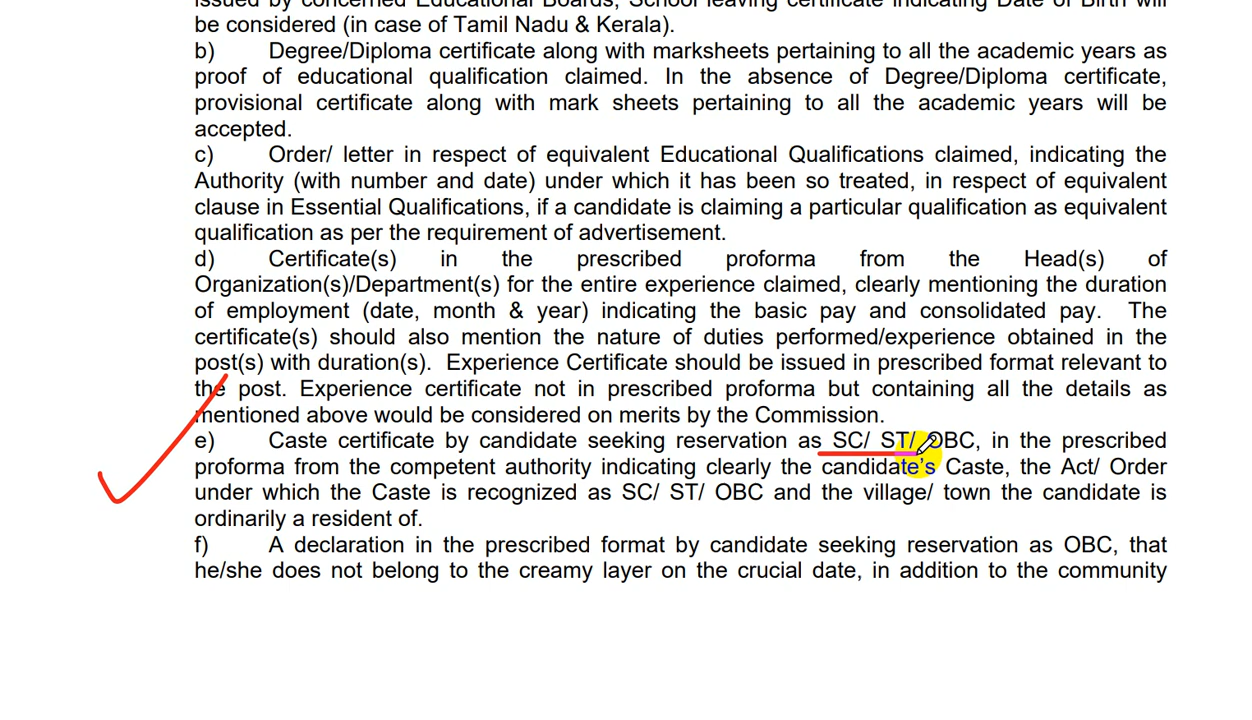 issued by concerned Educational Boards, School leaving certificate indicating Date of Birth will
be considered (in case of Tamil Nadu & Kerala).
b) Degree/Diploma certificate along with marksheets pertaining to all the academic years as
proof of educational qualification claimed. In the absence of Degree/Diploma certificate,
provisional certificate along with mark sheets pertaining to all the academic years will be
accepted.
c) Order/ letter in respect of equivalent Educational Qualifications claimed, indicating the
Authority (with number and date) under which it has been so treated, in respect of equivalent
clause in Essential Qualifications, if a candidate is claiming a particular qualification as equivalent
qualification as per the requirement of advertisement.
d) Certificate(s) in the prescribed proforma from the Head(s) of
Organization(s)/Department(s) for the entire experience claimed, clearly mentioning the duration
of employment (date, month & year) indicating the basic pay and consolidated pay. The
certificate(s) should also mention the nature of duties performed/experience obtained in the
post(s) with duration(s). Experience Certificate should be issued in prescribed format relevant to
the post. Experience certificate not in prescribed proforma but containing all the details as
mentioned above would be considered on merits by the Commission.
e) Caste certificate by candidate seeking reservation as SC/ ST/ OBC, in the prescribed
proforma from the competent authority indicating clearly the candidate's Caste, the Act/ Order
under which the Caste is recognized as SC/ ST/ OBC and the village/ town the candidate is
ordinarily a resident of.
f) A declaration in the prescribed format by candidate seeking reservation as OBC, that
he/she does not belong to the creamy layer on the crucial date, in addition to the community